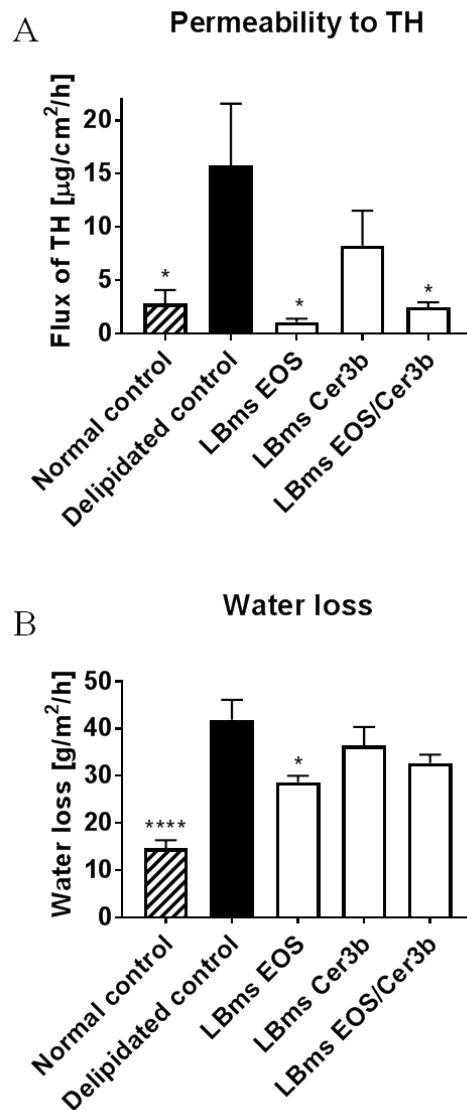 A
Permeability to TH
Flux of TH [µg/cm²/h]
20
15
10
5
0
*
*
*
Normal control
Delipidated control
LBms EOS
LBms Cer3b
LBms EOS/Cer3b
B
Water loss
Water loss [g/m²/h]
50
40
30
20
10
0
****
*
Normal control
Delipidated control
LBms EOS
LBms Cer3b
LBms EOS/Cer3b